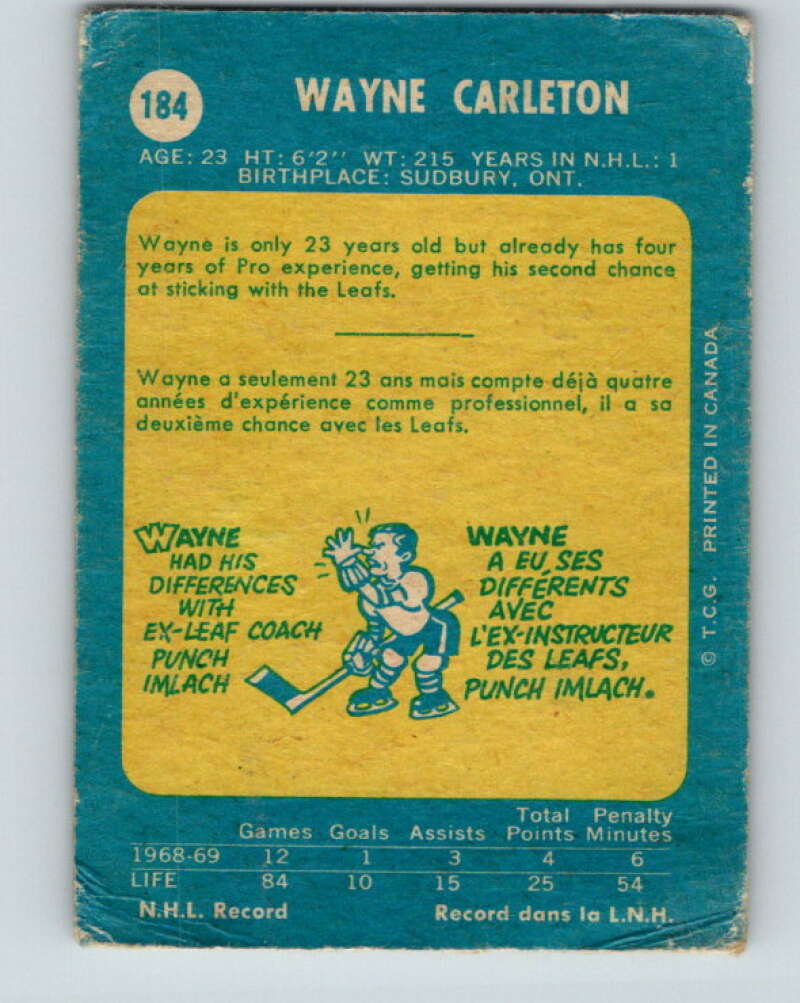 184
WAYNE CARLETON
AGE: 23 HT: 6'2'' WT: 215 YEARS IN N.H.L.: 1
BIRTHPLACE: SUDBURY, ONT.
Wayne is only 23 years old but already has four
years of Pro experience, getting his second chance
at sticking with the Leafs.
Wayne a seulement 23 ans mais compte déjà quatre
années d'expérience comme professionnel, il a sa
deuxième chance avec les Leafs.
WAYNE
HAD HIS
DIFFERENCES
WITH
EX-LEAF COACH
PUNCH
IMLACH
WAYNE
A EU SES
DIFFÉRENTS
AVEC
L'EX-INSTRUCTEUR
DES LEAFS,
PUNCH IMLACH.
© T.C.G. PRINTED IN CANADA
Total Penalty
Games Goals Assists Points Minutes
1968-69 12 1 3 4 6
LIFE 84 10 15 25 54
N.H.L. Record Record dans la L.N.H.